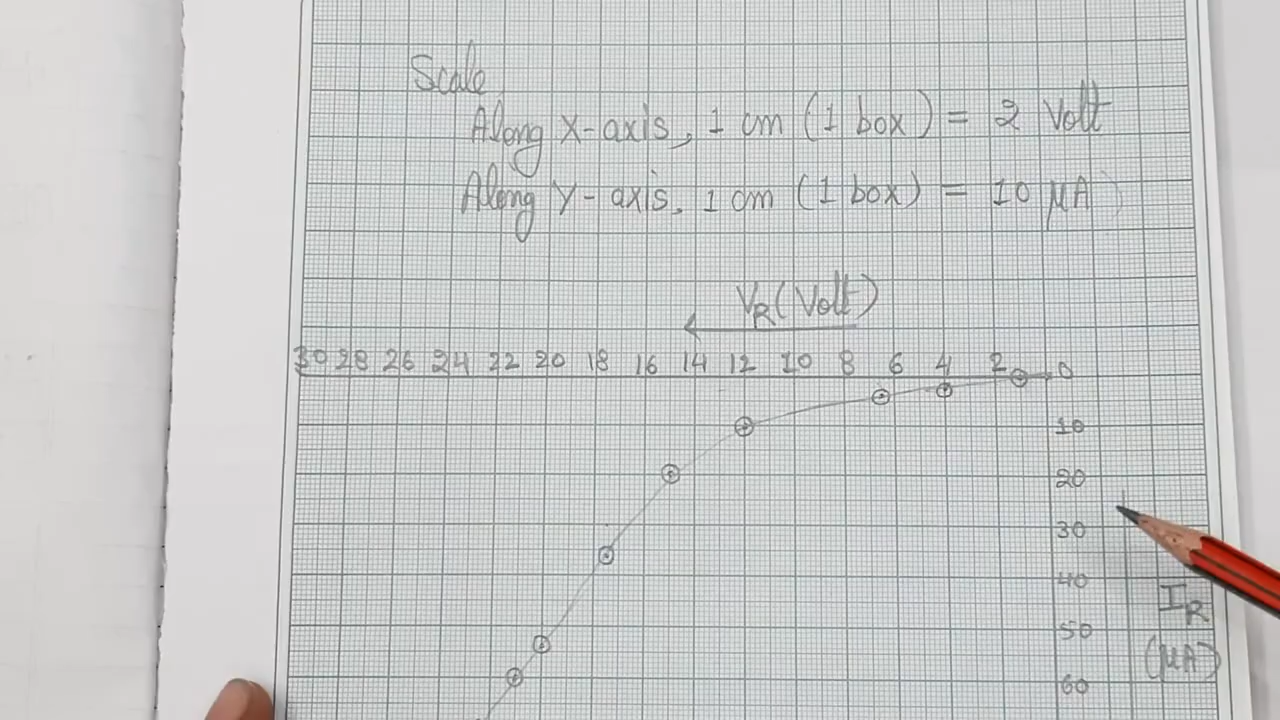 Scale
Along X-axis, 1 cm (1 box) = 2 Volt
Along Y-axis, 1 cm (1 box) = 10 μA
VR (Volt)
30 28 26 24 22 20 18 16 14 12 10 8 6 4 2 0
10
20
30
40
50
60
IR
(μA)